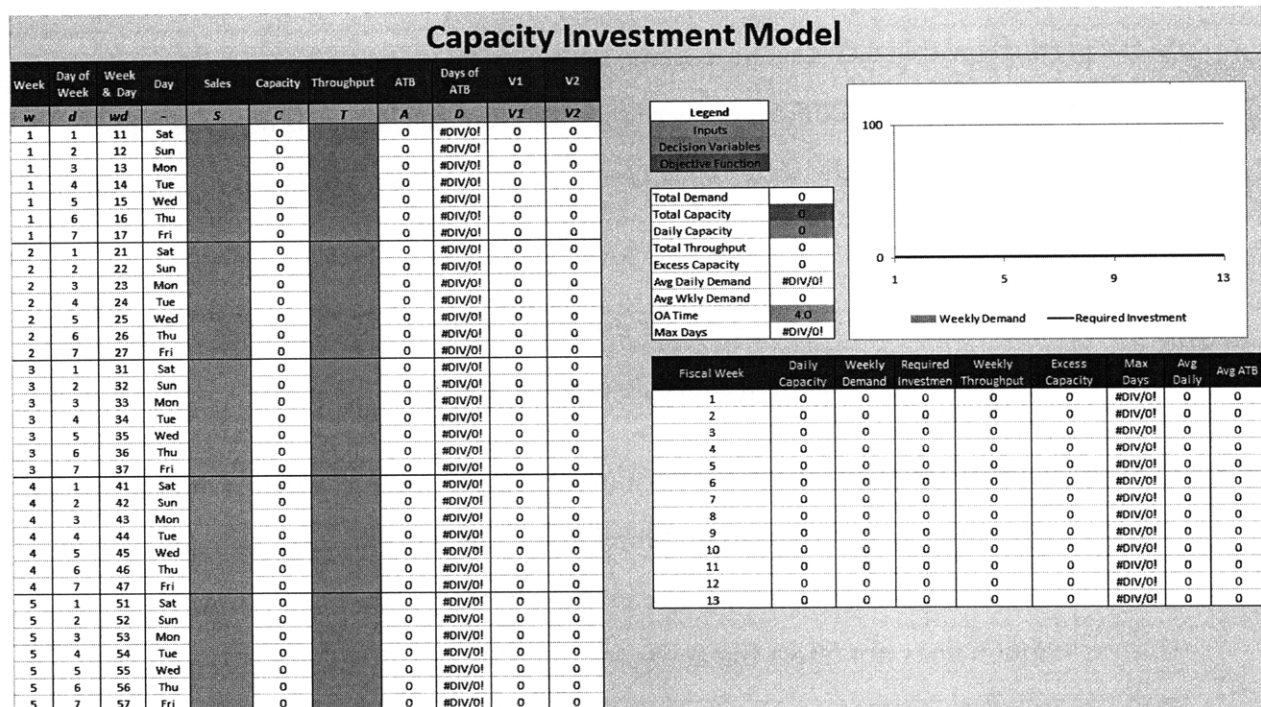 Capacity Investment Model
Week Day of Week Week & Day Day Sales Capacity Throughput ATB Days of ATB V1 V2
w d wd - S C T A D V1 V2
1 1 11 Sat 0 0 #DIV/0! 0 0
1 2 12 Sun 0 0 #DIV/0! 0 0
1 3 13 Mon 0 0 #DIV/0! 0 0
1 4 14 Tue 0 0 #DIV/0! 0 0
1 5 15 Wed 0 0 #DIV/0! 0 0
1 6 16 Thu 0 0 #DIV/0! 0 0
1 7 17 Fri 0 0 #DIV/0! 0 0
2 1 21 Sat 0 0 #DIV/0! 0 0
2 2 22 Sun 0 0 #DIV/0! 0 0
2 3 23 Mon 0 0 #DIV/0! 0 0
2 4 24 Tue 0 0 #DIV/0! 0 0
2 5 25 Wed 0 0 #DIV/0! 0 0
2 6 26 Thu 0 0 #DIV/0! 0 0
2 7 27 Fri 0 0 #DIV/0! 0 0
3 1 31 Sat 0 0 #DIV/0! 0 0
3 2 32 Sun 0 0 #DIV/0! 0 0
3 3 33 Mon 0 0 #DIV/0! 0 0
3 4 34 Tue 0 0 #DIV/0! 0 0
3 5 35 Wed 0 0 #DIV/0! 0 0
3 6 36 Thu 0 0 #DIV/0! 0 0
3 7 37 Fri 0 0 #DIV/0! 0 0
4 1 41 Sat 0 0 #DIV/0! 0 0
4 2 42 Sun 0 0 #DIV/0! 0 0
4 3 43 Mon 0 0 #DIV/0! 0 0
4 4 44 Tue 0 0 #DIV/0! 0 0
4 5 45 Wed 0 0 #DIV/0! 0 0
4 6 46 Thu 0 0 #DIV/0! 0 0
4 7 47 Fri 0 0 #DIV/0! 0 0
5 1 51 Sat 0 0 #DIV/0! 0 0
5 2 52 Sun 0 0 #DIV/0! 0 0
5 3 53 Mon 0 0 #DIV/0! 0 0
5 4 54 Tue 0 0 #DIV/0! 0 0
5 5 55 Wed 0 0 #DIV/0! 0 0
5 6 56 Thu 0 0 #DIV/0! 0 0
5 7 57 Fri 0 0 #DIV/0! 0 0
Legend
Inputs
Decision Variables
Objective Function
Total Demand 0
Total Capacity 0
Daily Capacity 0
Total Throughput 0
Excess Capacity 0
Avg Daily Demand #DIV/0!
Avg Wkly Demand 0
OA Time 4.0
Max Days #DIV/0!
100
0
1 5 9 13
Weekly Demand Required Investment
Fiscal Week Daily Capacity Weekly Demand Required Investmen Weekly Throughput Excess Capacity Max Days Avg Daily Avg ATB
1 0 0 0 0 0 #DIV/0! 0 0
2 0 0 0 0 0 #DIV/0! 0 0
3 0 0 0 0 0 #DIV/0! 0 0
4 0 0 0 0 0 #DIV/0! 0 0
5 0 0 0 0 0 #DIV/0! 0 0
6 0 0 0 0 0 #DIV/0! 0 0
7 0 0 0 0 0 #DIV/0! 0 0
8 0 0 0 0 0 #DIV/0! 0 0
9 0 0 0 0 0 #DIV/0! 0 0
10 0 0 0 0 0 #DIV/0! 0 0
11 0 0 0 0 0 #DIV/0! 0 0
12 0 0 0 0 0 #DIV/0! 0 0
13 0 0 0 0 0 #DIV/0! 0 0